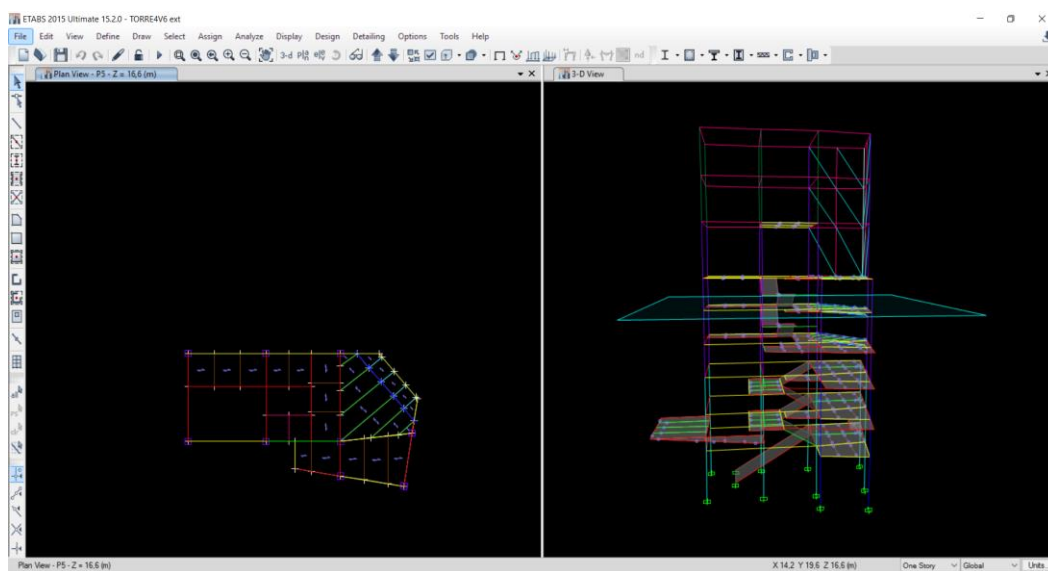 ETABS 2015 Ultimate 15.2.0 - TORRE4V6 ext
File Edit View Define Draw Select Assign Analyze Display Design Detailing Options Tools Help
3-d
nd
Plan View - P5 - Z = 16,6 (m)
3-D View
Plan View - P5 - Z = 16,6 (m)
X 14,2 Y 19,6 Z 16,6 (m)
One Story
Global
Units...